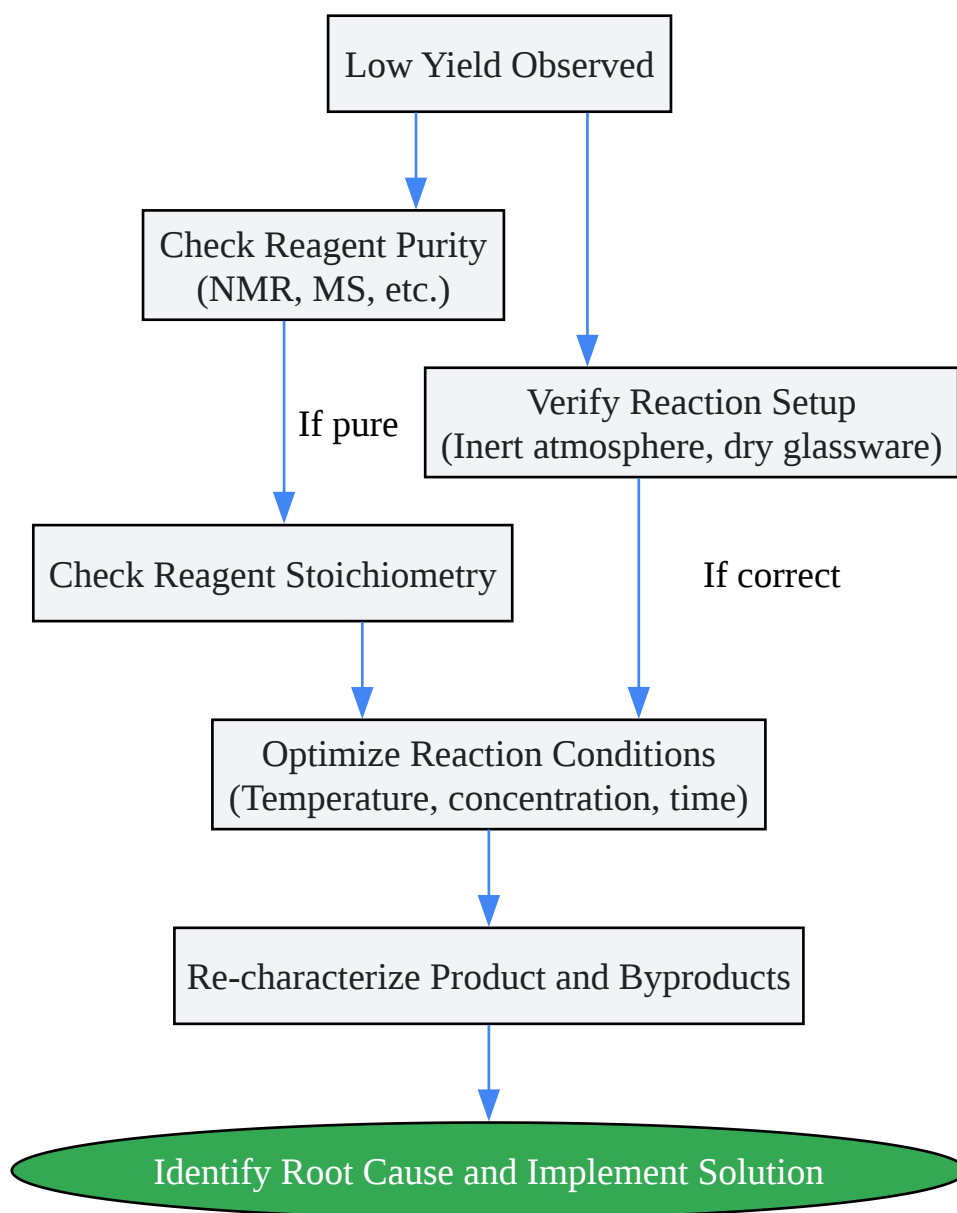 Low Yield Observed
Check Reagent Purity
(NMR, MS, etc.)
Verify Reaction Setup
(Inert atmosphere, dry glassware)
If pure
Check Reagent Stoichiometry
If correct
Optimize Reaction Conditions
(Temperature, concentration, time)
Re-characterize Product and Byproducts
Identify Root Cause and Implement Solution